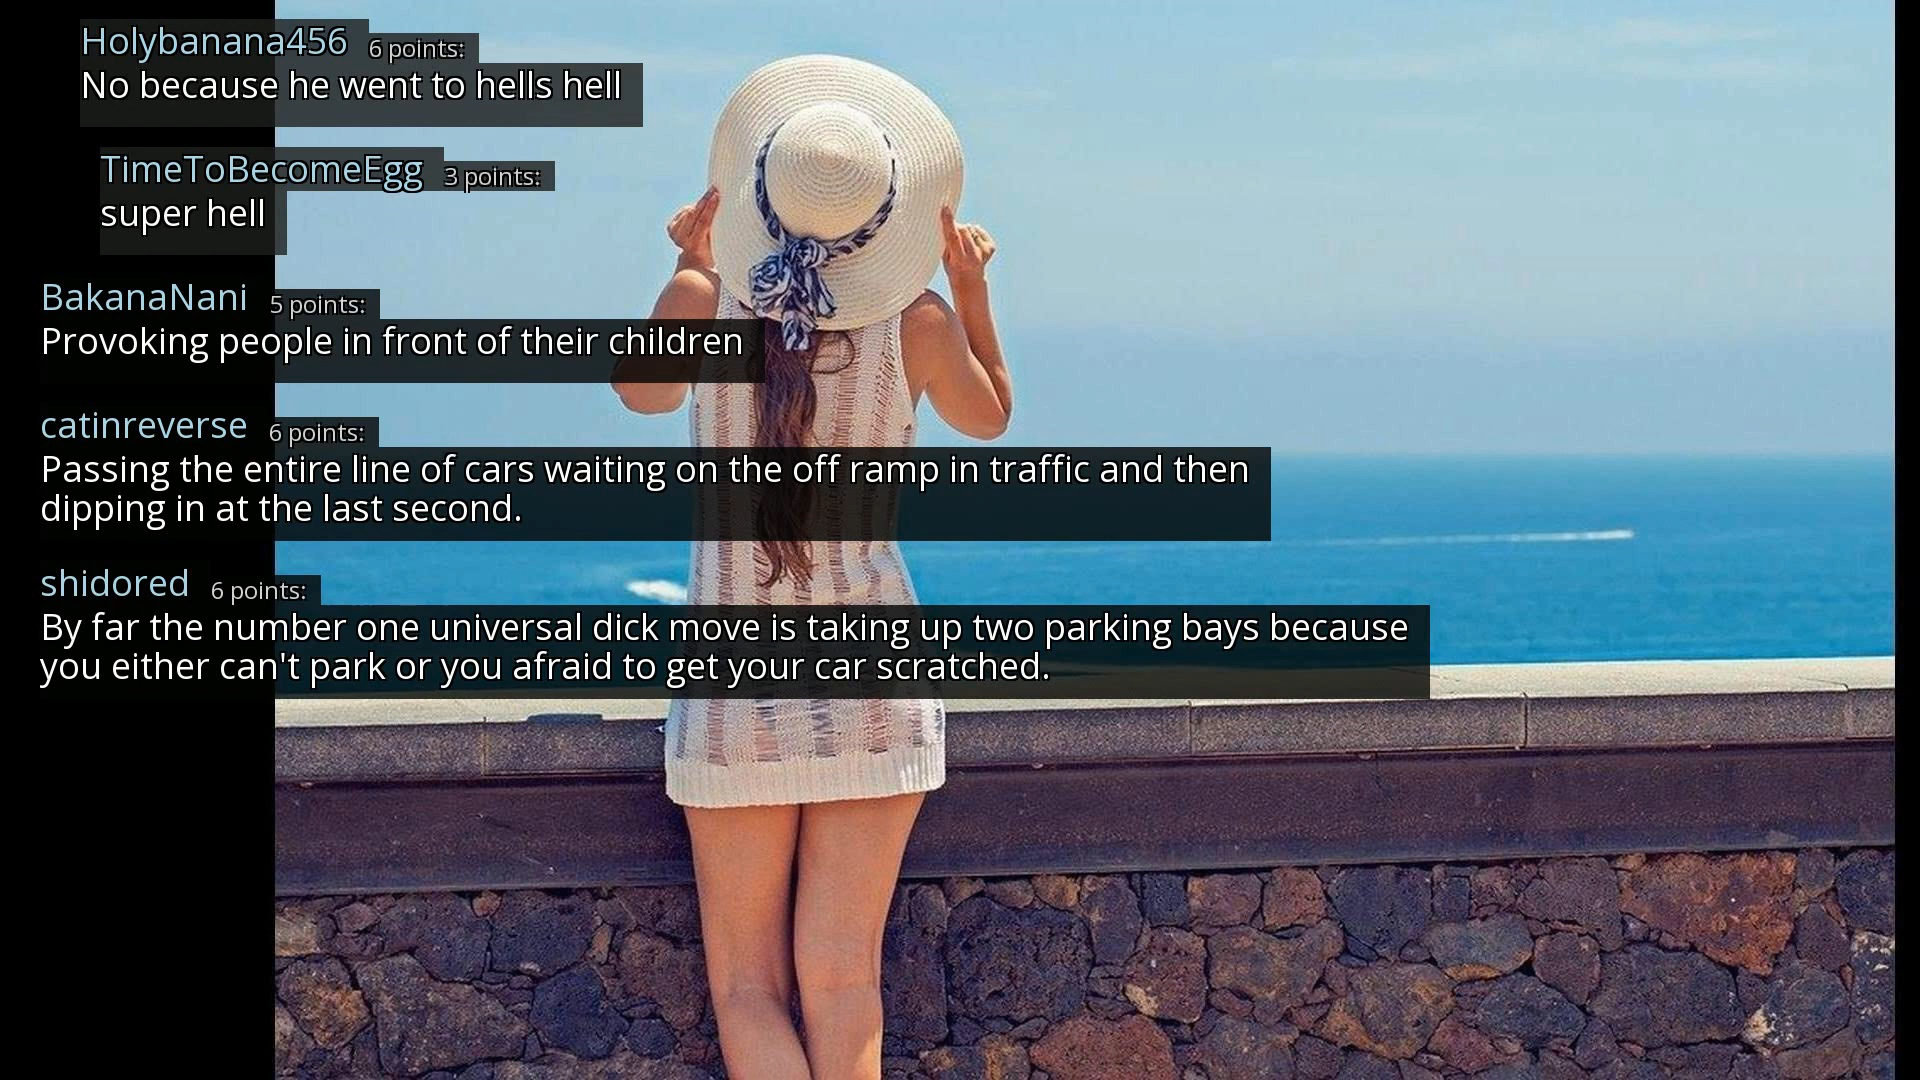 Holybanana456 6 points:
No because he went to hells hell
TimeToBecomeEgg 3 points:
super hell
BakanaNani 5 points:
Provoking people in front of their children
catinreverse 6 points:
Passing the entire line of cars waiting on the off ramp in traffic and then
dipping in at the last second.
shidored 6 points:
By far the number one universal dick move is taking up two parking bays because
you either can't park or you afraid to get your car scratched.